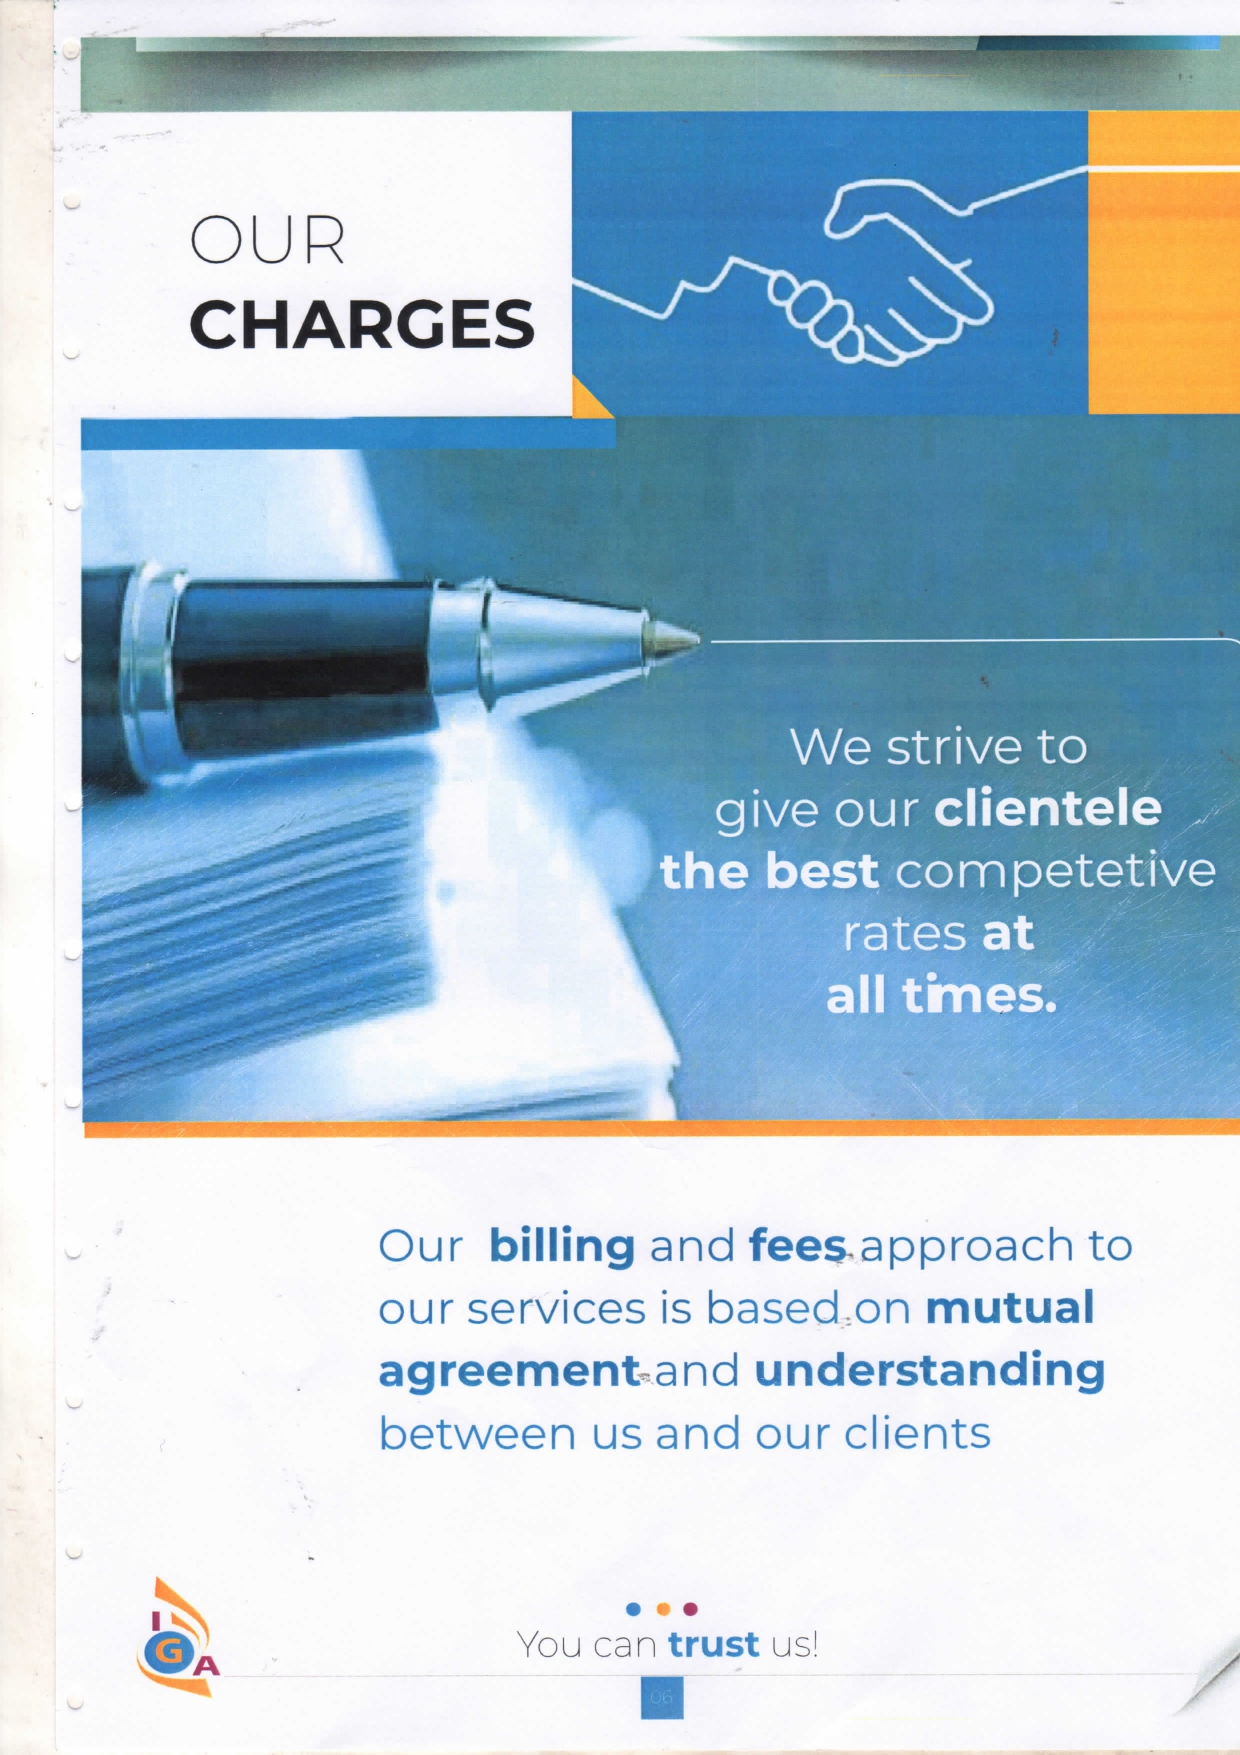 OUR
CHARGES
We strive to
give our clientele
the best competetive
rates at
all times.
Our billing and fees approach to
our services is based on mutual
agreement and understanding
between us and our clients
I
G
A
You can trust us!
06